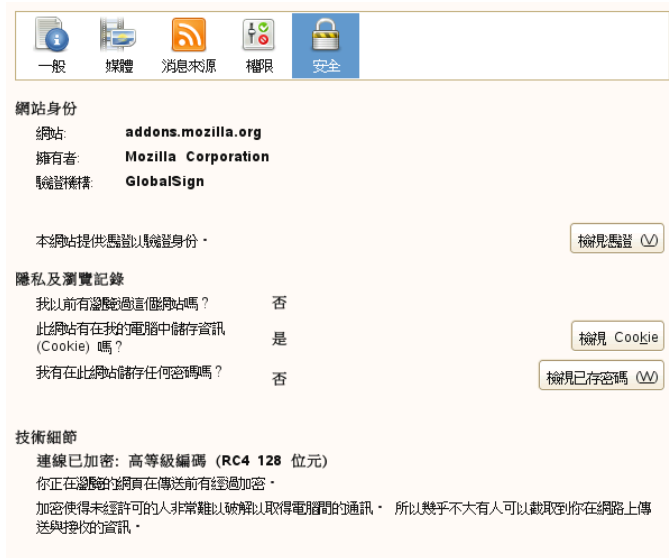 一般 媒體 消息來源 權限 安全
網站身份
網站: addons.mozilla.org
擁有者: Mozilla Corporation
驗證機構: GlobalSign
本網站提供憑證以驗證身份。
檢視憑證 (V)
隱私及瀏覽記錄
我以前有瀏覽過這個網站嗎？ 否
此網站有在我的電腦中儲存資訊
(Cookie) 嗎？ 是 檢視 Cookie
我有在此網站儲存任何密碼嗎？ 否 檢視已存密碼 (W)
技術細節
連線已加密: 高等級編碼 (RC4 128 位元)
你正在瀏覽的網頁在傳送前有經過加密。
加密使得未經許可的人非常難以破解以取得電腦間的通訊。 所以幾乎不大有人可以截取到你在網路上傳
送與接收的資訊。